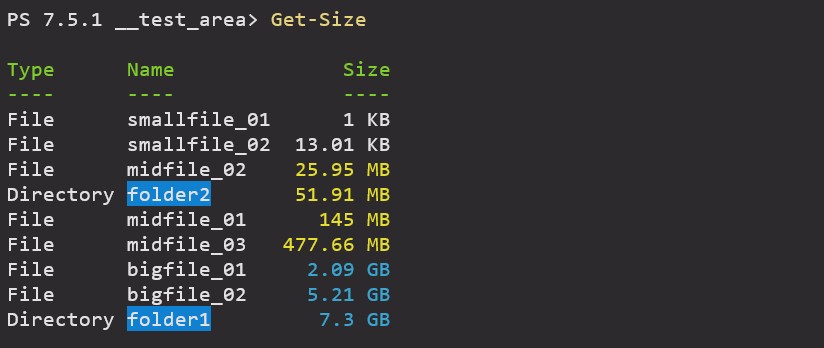 PS 7.5.1 __test_area> Get-Size
Type      Name              Size
----      ----              ----
File      smallfile_01      1 KB
File      smallfile_02  13.01 KB
File      midfile_02    25.95 MB
Directory folder2       51.91 MB
File      midfile_01      145 MB
File      midfile_03   477.66 MB
File      bigfile_01     2.09 GB
File      bigfile_02     5.21 GB
Directory folder1         7.3 GB